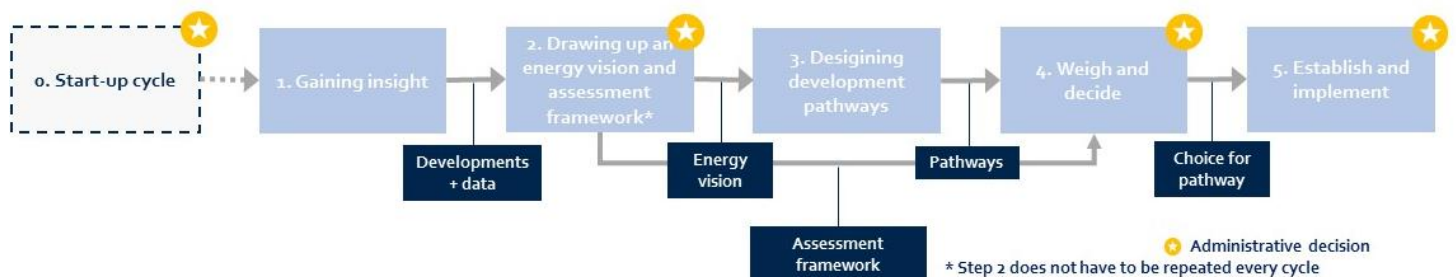 0. Start-up cycle
1. Gaining insight
2. Drawing up an
energy vision and
assessment
framework*
3. Desigining
development
pathways
4. Weigh and
decide
5. Establish and
implement
Developments
+ data
Energy
vision
Pathways
Choice for
pathway
Assessment
framework
Administrative decision
* Step 2 does not have to be repeated every cycle